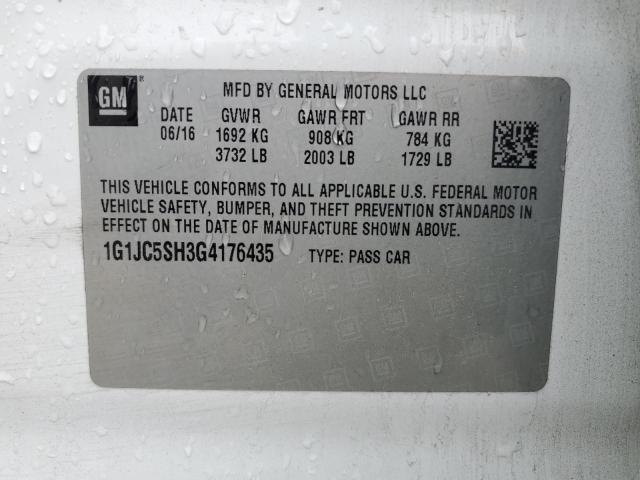 GM ® MFD BY GENERAL MOTORS LLC
DATE GVWR GAWR FRT GAWR RR
06/16 1692 KG 908 KG 784 KG
3732 LB 2003 LB 1729 LB
THIS VEHICLE CONFORMS TO ALL APPLICABLE U.S. FEDERAL MOTOR
VEHICLE SAFETY, BUMPER, AND THEFT PREVENTION STANDARDS IN
EFFECT ON THE DATE OF MANUFACTURE SHOWN ABOVE.
1G1JC5SH3G4176435 TYPE: PASS CAR